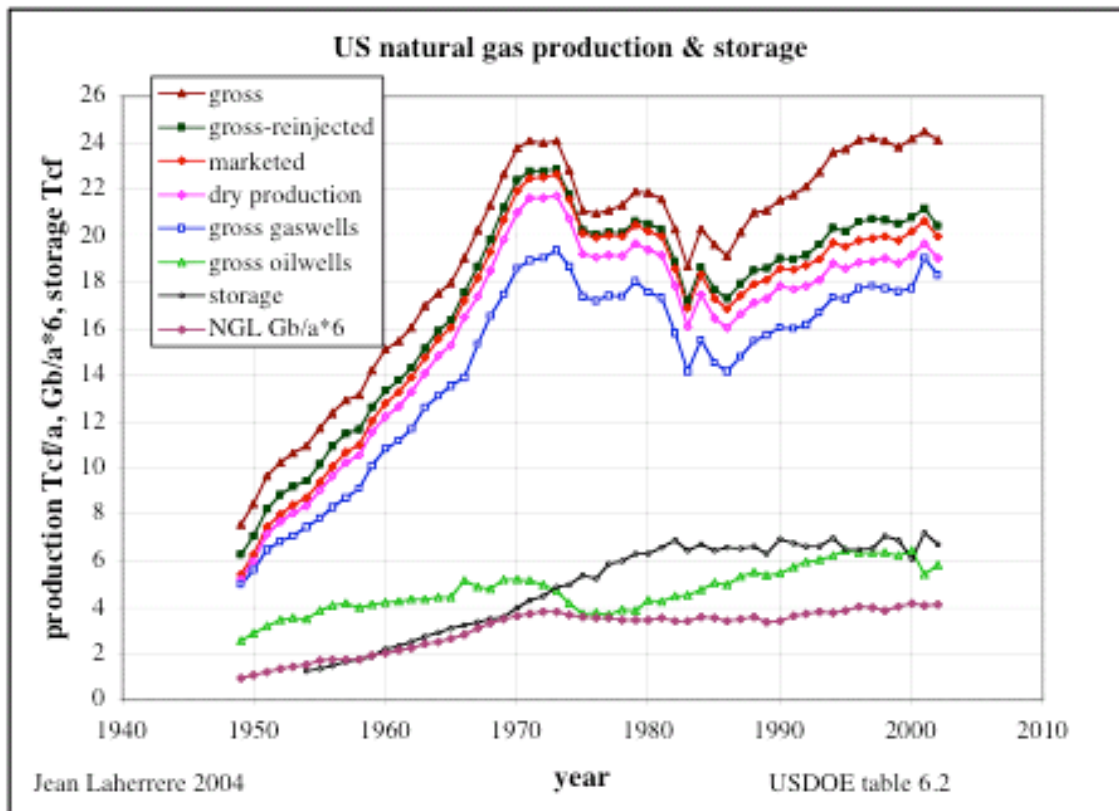 US natural gas production & storage
gross
gross-reinjected
marketed
dry production
gross gaswells
gross oilwells
storage
NGL Gb/a*6
production Tcf/a, Gb/a*6, storage Tcf
26
24
22
20
18
16
14
12
10
8
6
4
2
0
1940 1950 1960 1970 1980 1990 2000 2010
year
Jean Laherrere 2004
USDOE table 6.2